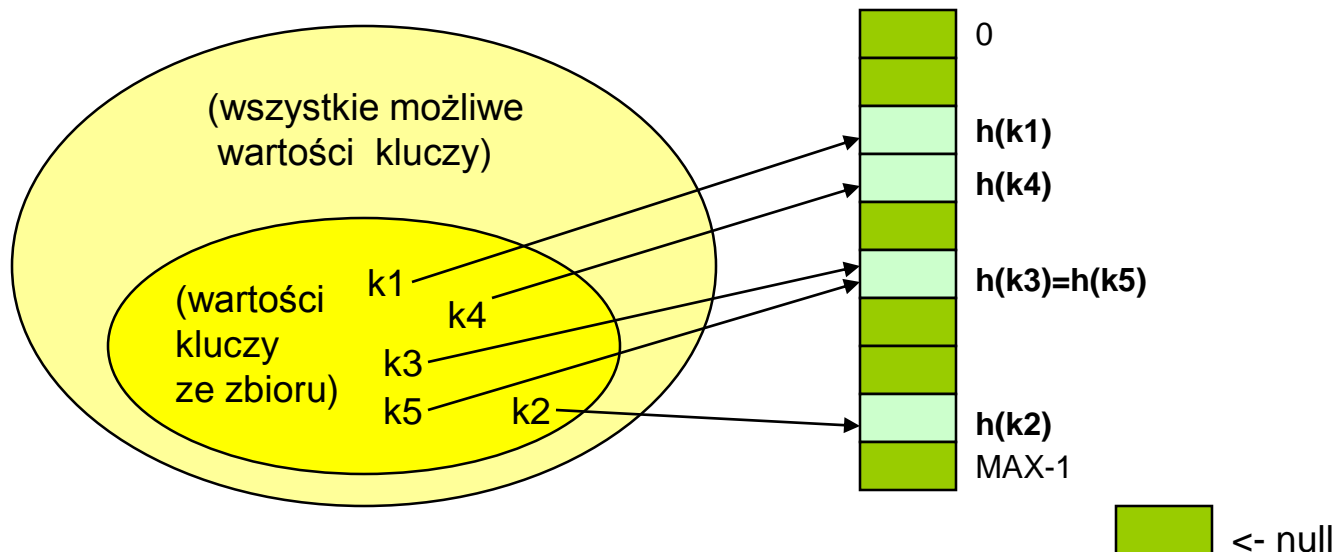 (wszystkie możliwe
wartości kluczy)
(wartości
kluczy
ze zbioru)
k1
k4
k3
k5
k2
0
h(k1)
h(k4)
h(k3)=h(k5)
h(k2)
MAX-1
<- null